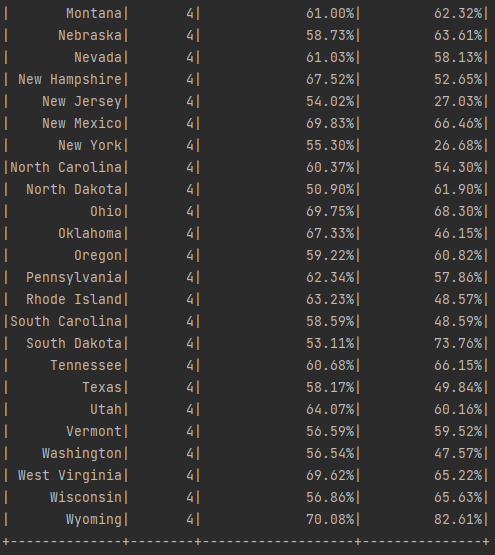 |       Montana|       4|             61.00%|         62.32%|
|      Nebraska|       4|             58.73%|         63.61%|
|        Nevada|       4|             61.03%|         58.13%|
| New Hampshire|       4|             67.52%|         52.65%|
|    New Jersey|       4|             54.02%|         27.03%|
|    New Mexico|       4|             69.83%|         66.46%|
|      New York|       4|             55.30%|         26.68%|
|North Carolina|       4|             60.37%|         54.30%|
|  North Dakota|       4|             50.90%|         61.90%|
|          Ohio|       4|             69.75%|         68.30%|
|      Oklahoma|       4|             67.33%|         46.15%|
|        Oregon|       4|             59.22%|         60.82%|
|  Pennsylvania|       4|             62.34%|         57.86%|
|  Rhode Island|       4|             63.23%|         48.57%|
|South Carolina|       4|             58.59%|         48.59%|
|  South Dakota|       4|             53.11%|         73.76%|
|     Tennessee|       4|             60.68%|         66.15%|
|         Texas|       4|             58.17%|         49.84%|
|          Utah|       4|             64.07%|         60.16%|
|       Vermont|       4|             56.59%|         59.52%|
|    Washington|       4|             56.54%|         47.57%|
| West Virginia|       4|             69.62%|         65.22%|
|     Wisconsin|       4|             56.86%|         65.63%|
|       Wyoming|       4|             70.08%|         82.61%|
+--------------+--------+-------------------+---------------+